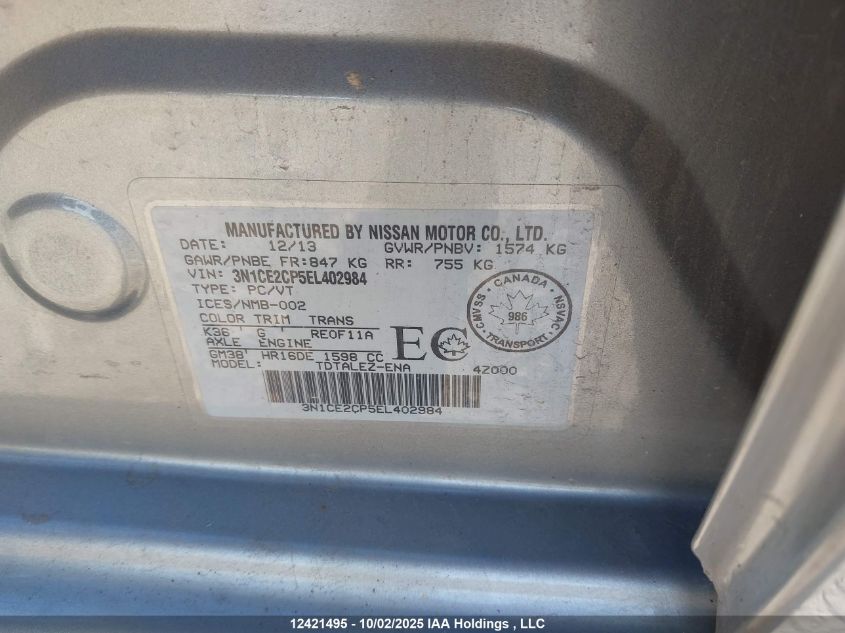 MANUFACTURED BY NISSAN MOTOR CO., LTD.
DATE: 12/13 GVWR/PNBV: 1574 KG
GAWR/PNBE FR:847 KG RR: 755 KG
VIN: 3N1CE2CP5EL402984
TYPE: PC/VT
ICES/NMB-002
COLOR TRIM TRANS
K36 G RE0F11A
AXLE ENGINE
GM38 HR16DE 1598 CC
MODEL: TDTALEZ-ENA 4Z000
3N1CE2CP5EL402984
EC
CANADA
CMVSS 986 NSVAC
TRANSPORT
12421495 - 10/02/2025 IAA Holdings , LLC